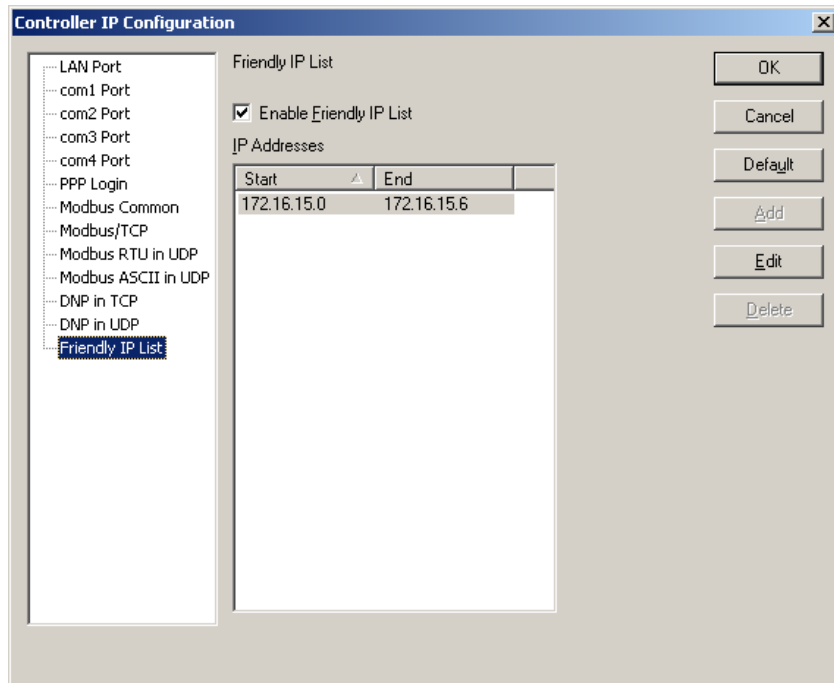 Controller IP Configuration
LAN Port
com1 Port
com2 Port
com3 Port
com4 Port
PPP Login
Modbus Common
Modbus/TCP
Modbus RTU in UDP
Modbus ASCII in UDP
DNP in TCP
DNP in UDP
Friendly IP List
Friendly IP List
Enable Friendly IP List
IP Addresses
Start End
172.16.15.0 172.16.15.6
OK
Cancel
Default
Add
Edit
Delete